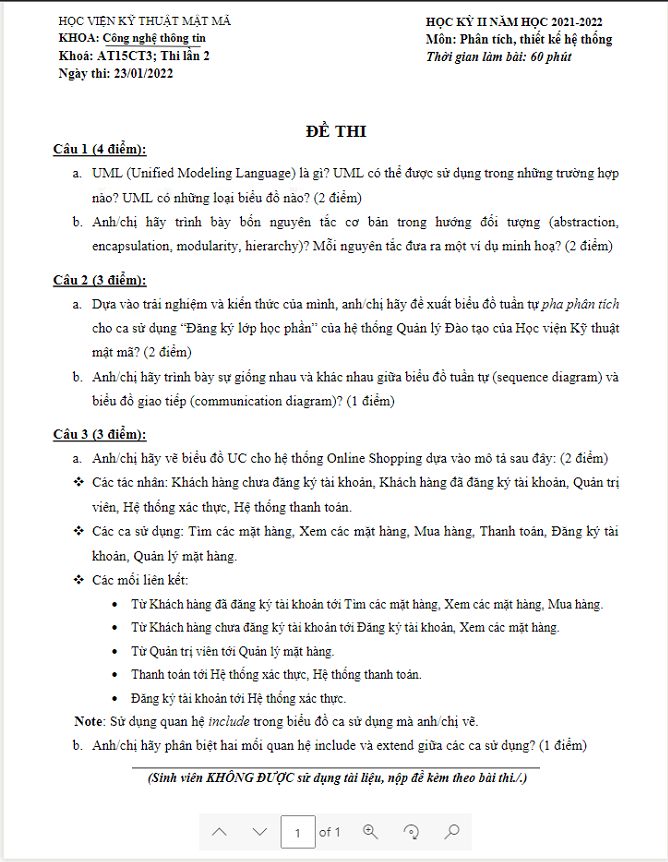 HỌC VIỆN KỸ THUẬT MẬT MÃ
KHOA: Công nghệ thông tin
Khoá: AT15CT3; Thi lần 2
Ngày thi: 23/01/2022
HỌC KỲ II NĂM HỌC 2021-2022
Môn: Phân tích, thiết kế hệ thống
Thời gian làm bài: 60 phút
ĐỀ THI
Câu 1 (4 điểm):
a. UML (Unified Modeling Language) là gì? UML có thể được sử dụng trong những trường hợp
nào? UML có những loại biểu đồ nào? (2 điểm)
b. Anh/chị hãy trình bày bốn nguyên tắc cơ bản trong hướng đối tượng (abstraction,
encapsulation, modularity, hierarchy)? Mỗi nguyên tắc đưa ra một ví dụ minh hoạ? (2 điểm)
Câu 2 (3 điểm):
a. Dựa vào trải nghiệm và kiến thức của mình, anh/chị hãy đề xuất biểu đồ tuần tự pha phân tích
cho ca sử dụng “Đăng ký lớp học phần” của hệ thống Quản lý Đào tạo của Học viện Kỹ thuật
mật mã? (2 điểm)
b. Anh/chị hãy trình bày sự giống nhau và khác nhau giữa biểu đồ tuần tự (sequence diagram) và
biểu đồ giao tiếp (communication diagram)? (1 điểm)
Câu 3 (3 điểm):
a. Anh/chị hãy vẽ biểu đồ UC cho hệ thống Online Shopping dựa vào mô tả sau đây: (2 điểm)
❖ Các tác nhân: Khách hàng chưa đăng ký tài khoản, Khách hàng đã đăng ký tài khoản, Quản trị
viên, Hệ thống xác thực, Hệ thống thanh toán.
❖ Các ca sử dụng: Tìm các mặt hàng, Xem các mặt hàng, Mua hàng, Thanh toán, Đăng ký tài
khoản, Quản lý mặt hàng.
❖ Các mối liên kết:
• Từ Khách hàng đã đăng ký tài khoản tới Tìm các mặt hàng, Xem các mặt hàng, Mua hàng.
• Từ Khách hàng chưa đăng ký tài khoản tới Đăng ký tài khoản, Xem các mặt hàng.
• Từ Quản trị viên tới Quản lý mặt hàng.
• Thanh toán tới Hệ thống xác thực, Hệ thống thanh toán.
• Đăng ký tài khoản tới Hệ thống xác thực.
Note: Sử dụng quan hệ include trong biểu đồ ca sử dụng mà anh/chị vẽ.
b. Anh/chị hãy phân biệt hai mối quan hệ include và extend giữa các ca sử dụng? (1 điểm)
(Sinh viên KHÔNG ĐƯỢC sử dụng tài liệu, nộp đề kèm theo bài thi./.)
1 of 1